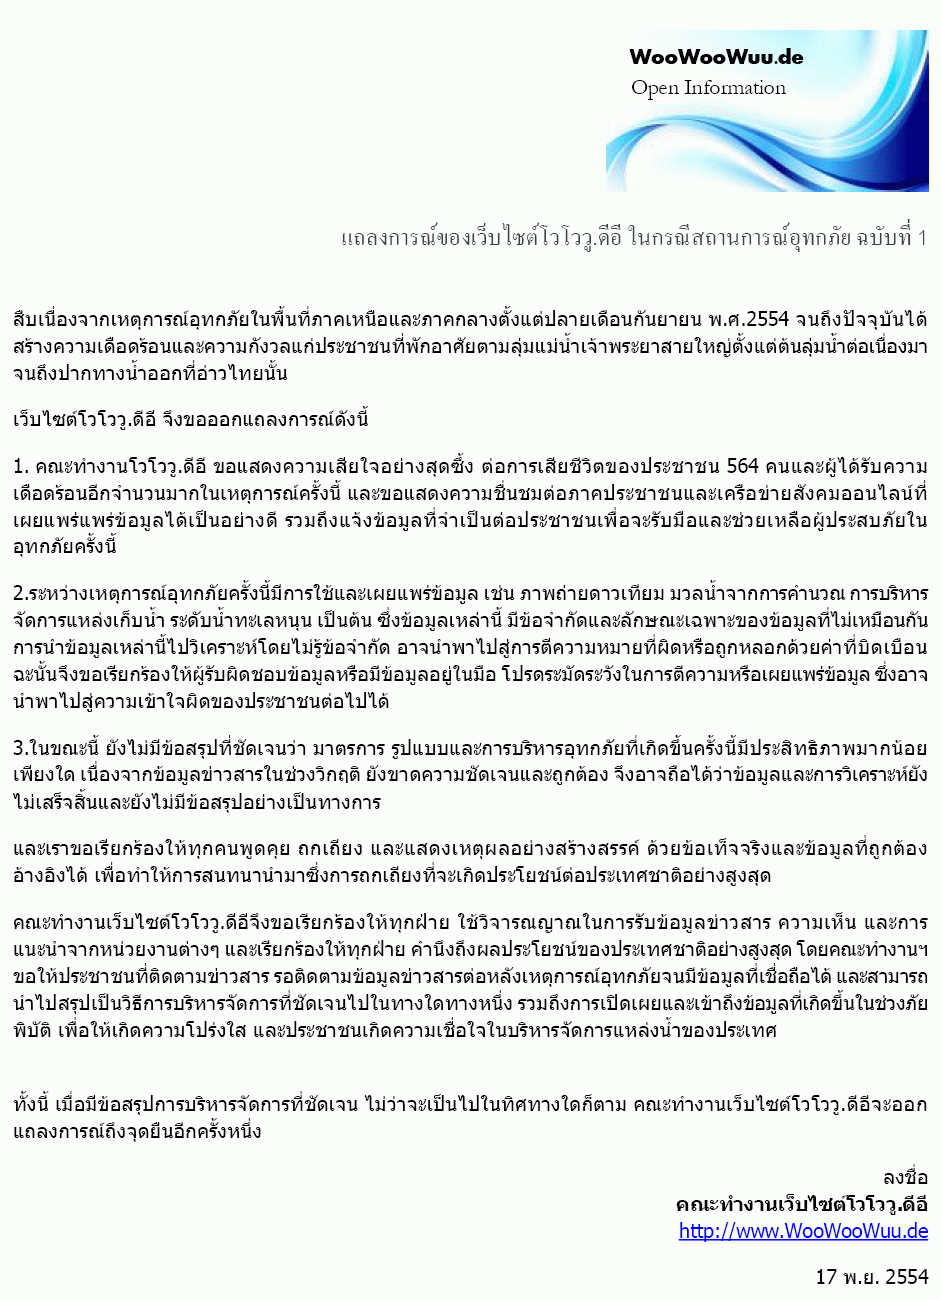 WooWooWuu.de
Open Information
แถลงการณ์ของเว็บไซต์โวโววู.ดีอี ในกรณีสถานการณ์อุทกภัย ฉบับที่ 1
สืบเนื่องจากเหตุการณ์อุทกภัยในพื้นที่ภาคเหนือและภาคกลางตั้งแต่ปลายเดือนกันยายน พ.ศ.2554 จนถึงปัจจุบันได้
สร้างความเดือดร้อนและความกังวลแก่ประชาชนที่พักอาศัยตามลุ่มแม่น้ำเจ้าพระยาสายใหญ่ตั้งแต่ต้นลุ่มน้ำต่อเนื่องมา
จนถึงปากทางน้ำออกที่อ่าวไทยนั้น
เว็บไซต์โวโววู.ดีอี จึงขอออกแถลงการณ์ดังนี้
1. คณะทำงานโวโววู.ดีอี ขอแสดงความเสียใจอย่างสุดซึ้ง ต่อการเสียชีวิตของประชาชน 564 คนและผู้ได้รับความ
เดือดร้อนอีกจำนวนมากในเหตุการณ์ครั้งนี้ และขอแสดงความชื่นชมต่อภาคประชาชนและเครือข่ายสังคมออนไลน์ที่
เผยแพร่แพร่ข้อมูลได้เป็นอย่างดี รวมถึงแจ้งข้อมูลที่จำเป็นต่อประชาชนเพื่อจะรับมือและช่วยเหลือผู้ประสบภัยใน
อุทกภัยครั้งนี้
2.ระหว่างเหตุการณ์อุทกภัยครั้งนี้มีการใช้และเผยแพร่ข้อมูล เช่น ภาพถ่ายดาวเทียม มวลน้ำจากการคำนวณ การบริหาร
จัดการแหล่งเก็บน้ำ ระดับน้ำทะเลหนุน เป็นต้น ซึ่งข้อมูลเหล่านี้ มีข้อจำกัดและลักษณะเฉพาะของข้อมูลที่ไม่เหมือนกัน
การนำข้อมูลเหล่านี้ไปวิเคราะห์โดยไม่รู้ข้อจำกัด อาจนำพาไปสู่การตีความหมายที่ผิดหรือถูกหลอกด้วยค่าที่บิดเบือน
ฉะนั้นจึงขอเรียกร้องให้ผู้รับผิดชอบข้อมูลหรือมีข้อมูลอยู่ในมือ โปรดระมัดระวังในการตีความหรือเผยแพร่ข้อมูล ซึ่งอาจ
นำพาไปสู่ความเข้าใจผิดของประชาชนต่อไปได้
3.ในขณะนี้ ยังไม่มีข้อสรุปที่ชัดเจนว่า มาตรการ รูปแบบและการบริหารอุทกภัยที่เกิดขึ้นครั้งนี้มีประสิทธิภาพมากน้อย
เพียงใด เนื่องจากข้อมูลข่าวสารในช่วงวิกฤติ ยังขาดความชัดเจนและถูกต้อง จึงอาจถือได้ว่าข้อมูลและการวิเคราะห์ยัง
ไม่เสร็จสิ้นและยังไม่มีข้อสรุปอย่างเป็นทางการ
และเราขอเรียกร้องให้ทุกคนพูดคุย ถกเถียง และแสดงเหตุผลอย่างสร้างสรรค์ ด้วยข้อเท็จจริงและข้อมูลที่ถูกต้อง
อ้างอิงได้ เพื่อทำให้การสนทนานำมาซึ่งการถกเถียงที่จะเกิดประโยชน์ต่อประเทศชาติอย่างสูงสุด
คณะทำงานเว็บไซต์โวโววู.ดีอีจึงขอเรียกร้องให้ทุกฝ่าย ใช้วิจารณญาณในการรับข้อมูลข่าวสาร ความเห็น และการ
แนะนำจากหน่วยงานต่างๆ และเรียกร้องให้ทุกฝ่าย คำนึงถึงผลประโยชน์ของประเทศชาติอย่างสูงสุด โดยคณะทำงานฯ
ขอให้ประชาชนที่ติดตามข่าวสาร รอติดตามข้อมูลข่าวสารต่อหลังเหตุการณ์อุทกภัยจนมีข้อมูลที่เชื่อถือได้ และสามารถ
นำไปสรุปเป็นวิธีการบริหารจัดการที่ชัดเจนไปในทางใดทางหนึ่ง รวมถึงการเปิดเผยและเข้าถึงข้อมูลที่เกิดขึ้นในช่วงภัย
พิบัติ เพื่อให้เกิดความโปร่งใส และประชาชนเกิดความเชื่อใจในบริหารจัดการแหล่งน้ำของประเทศ
ทั้งนี้ เมื่อมีข้อสรุปการบริหารจัดการที่ชัดเจน ไม่ว่าจะเป็นไปในทิศทางใดก็ตาม คณะทำงานเว็บไซต์โวโววู.ดีอีจะออก
แถลงการณ์ถึงจุดยืนอีกครั้งหนึ่ง
ลงชื่อ
คณะทำงานเว็บไซต์โวโววู.ดีอี
http://www.WooWooWuu.de
17 พ.ย. 2554